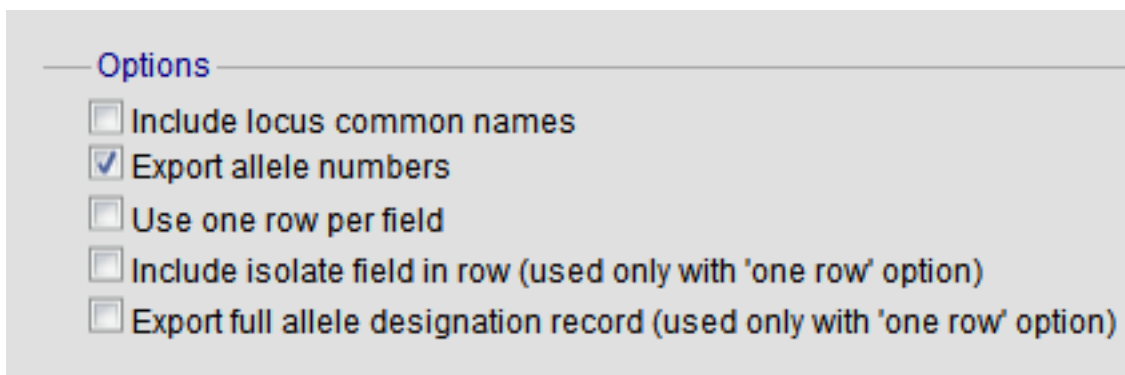 Options
Include locus common names
Export allele numbers
Use one row per field
Include isolate field in row (used only with 'one row' option)
Export full allele designation record (used only with 'one row' option)